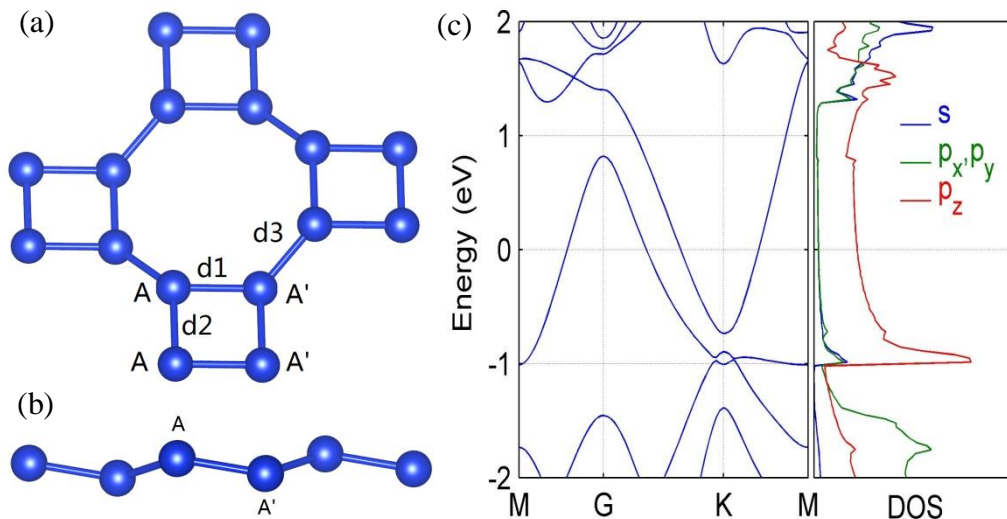 (a)
d3
d1
A
A'
d2
A
A'
(b)
A
A'
(c)
2
1
0
-1
-2
Energy (eV)
M
G
K
M
s
p_x,p_y
p_z
DOS